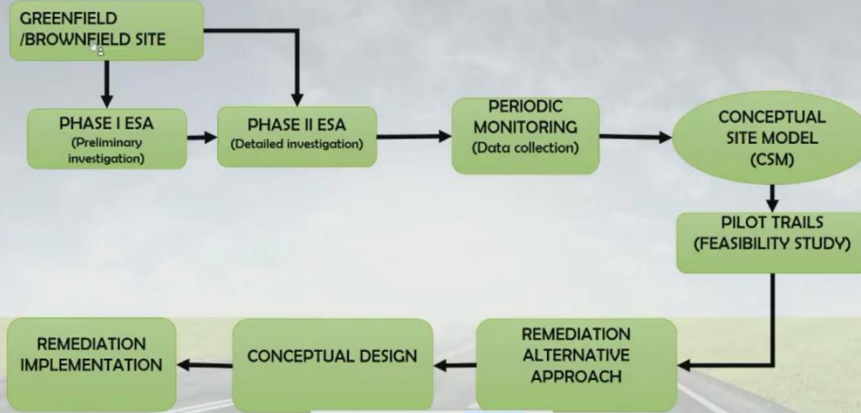 GREENFIELD
/BROWNFIELD SITE
PHASE I ESA
(Preliminary
investigation)
PHASE II ESA
(Detailed investigation)
PERIODIC
MONITORING
(Data collection)
CONCEPTUAL
SITE MODEL
(CSM)
PILOT TRAILS
(FEASIBILITY STUDY)
REMEDIATION
ALTERNATIVE
APPROACH
CONCEPTUAL DESIGN
REMEDIATION
IMPLEMENTATION